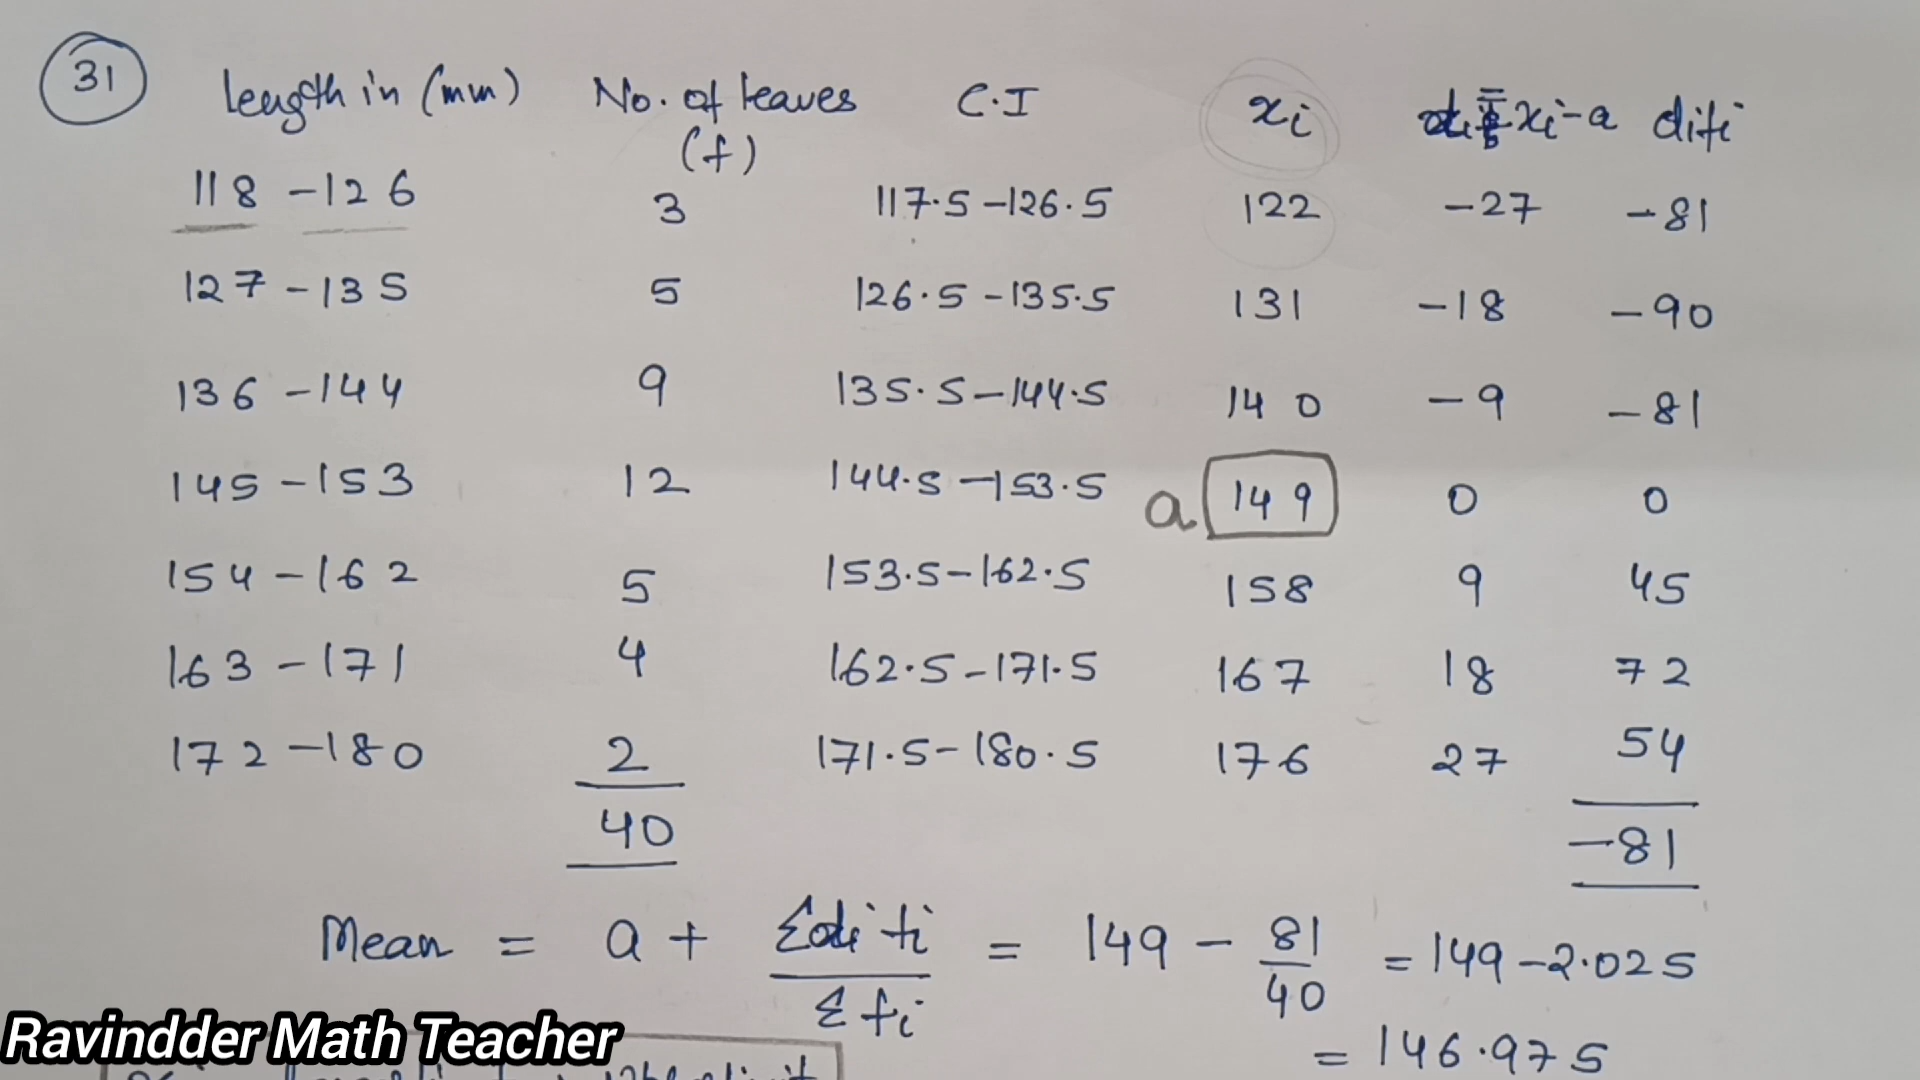 31 length in (mm) No. of leaves (f) C.I xi di = xi-a difi
118 -126 3 117.5 -126.5 122 -27 -81
127 -135 5 126.5 -135.5 131 -18 -90
136 -144 9 135.5 -144.5 140 -9 -81
145 -153 12 144.5 -153.5 a 149 0 0
154 -162 5 153.5-162.5 158 9 45
163 -171 4 162.5-171.5 167 18 72
172 -180 2 171.5-180.5 176 27 54
40 -81
Mean = a + Σdifi / Σfi = 149 - 81/40 = 149 -2.025
= 146.975
Ravindder Math Teacher